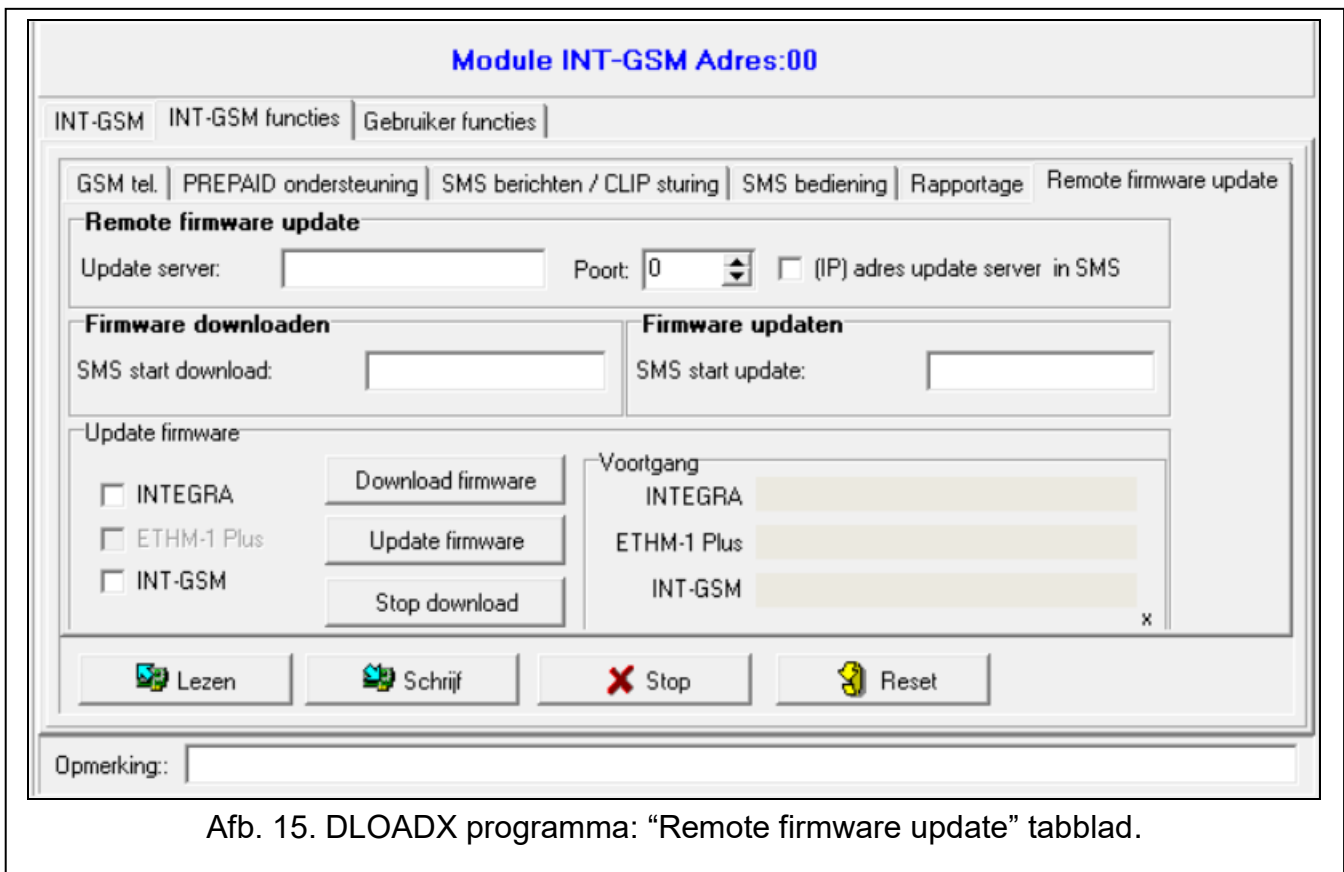 Module INT-GSM Adres:00
INT-GSM INT-GSM functies Gebruiker functies
GSM tel. PREPAID ondersteuning SMS berichten / CLIP sturing SMS bediening Rapportage Remote firmware update
Remote firmware update
Update server: Poort: 0 (IP) adres update server in SMS
Firmware downloaden Firmware updaten
SMS start download: SMS start update:
Update firmware
Voortgang
INTEGRA Download firmware INTEGRA
ETHM-1 Plus Update firmware ETHM-1 Plus
INT-GSM Stop download INT-GSM
x
Lezen Schrijf Stop Reset
Opmerking::
Afb. 15. DLOADX programma: “Remote firmware update” tabblad.